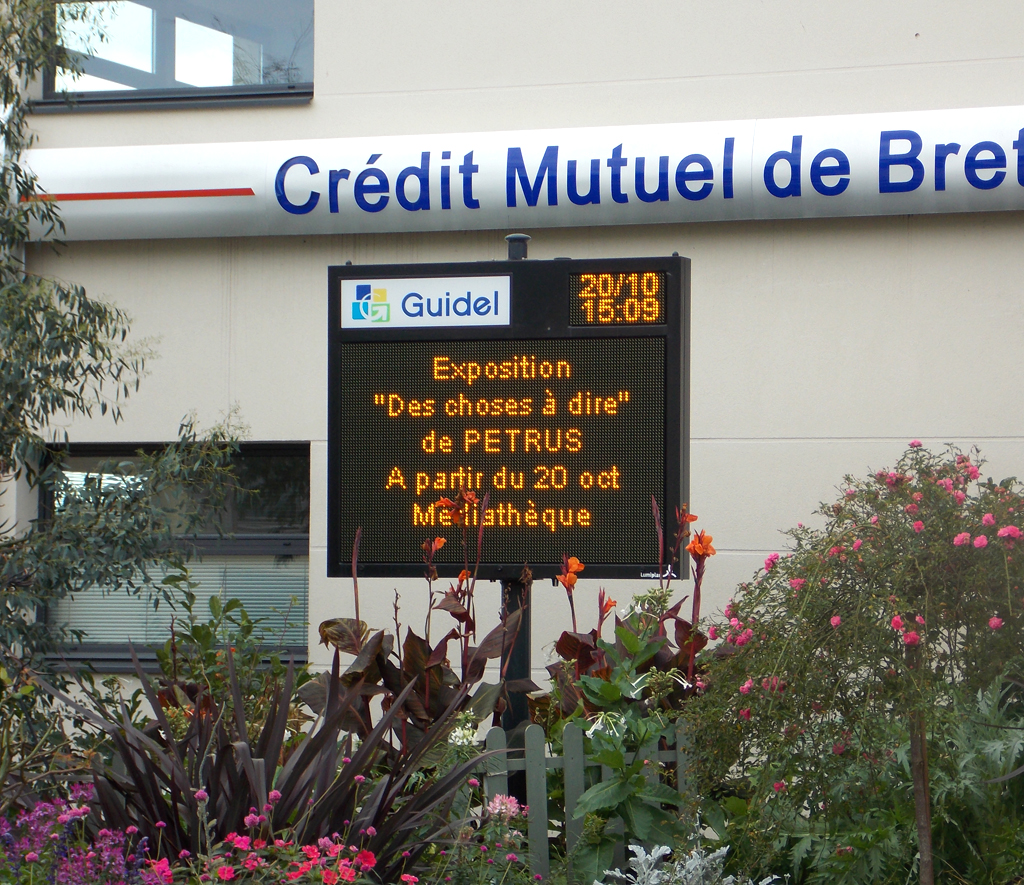 Crédit Mutuel de Bret
Guidel
20/10
15:09
Exposition
"Des choses à dire"
de PETRUS
A partir du 20 oct
Médiathèque
Lumiplan